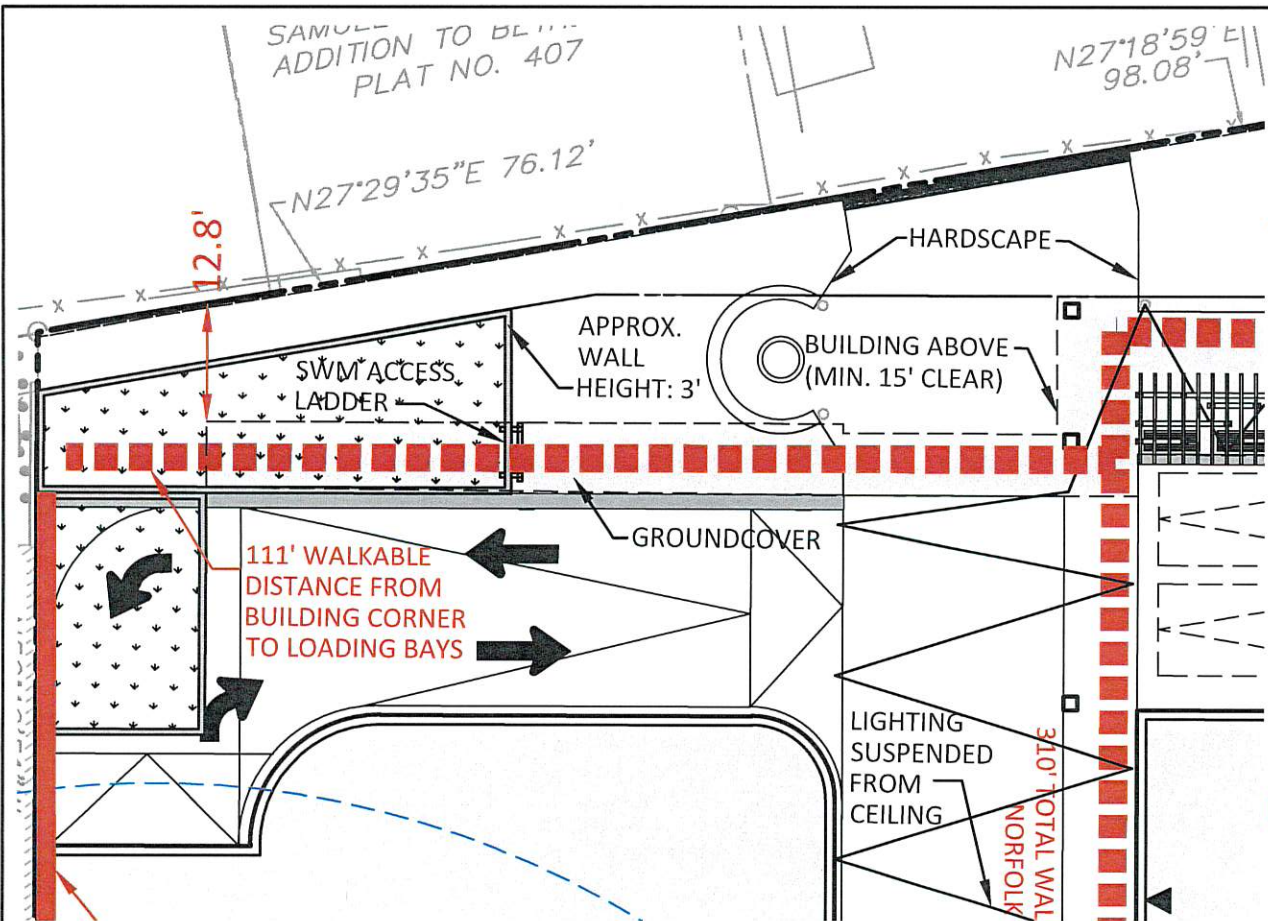 ADDITION TO
PLAT NO. 407
N27°18'59"E
98.08'
N27°29'35"E 76.12'
12.8'
HARDSCAPE
APPROX.
WALL
HEIGHT: 3'
BUILDING ABOVE
(MIN. 15' CLEAR)
SWM ACCESS
LADDER
GROUNDCOVER
111' WALKABLE
DISTANCE FROM
BUILDING CORNER
TO LOADING BAYS
LIGHTING
SUSPENDED
FROM
CEILING
310' TOTAL
NORFOLK